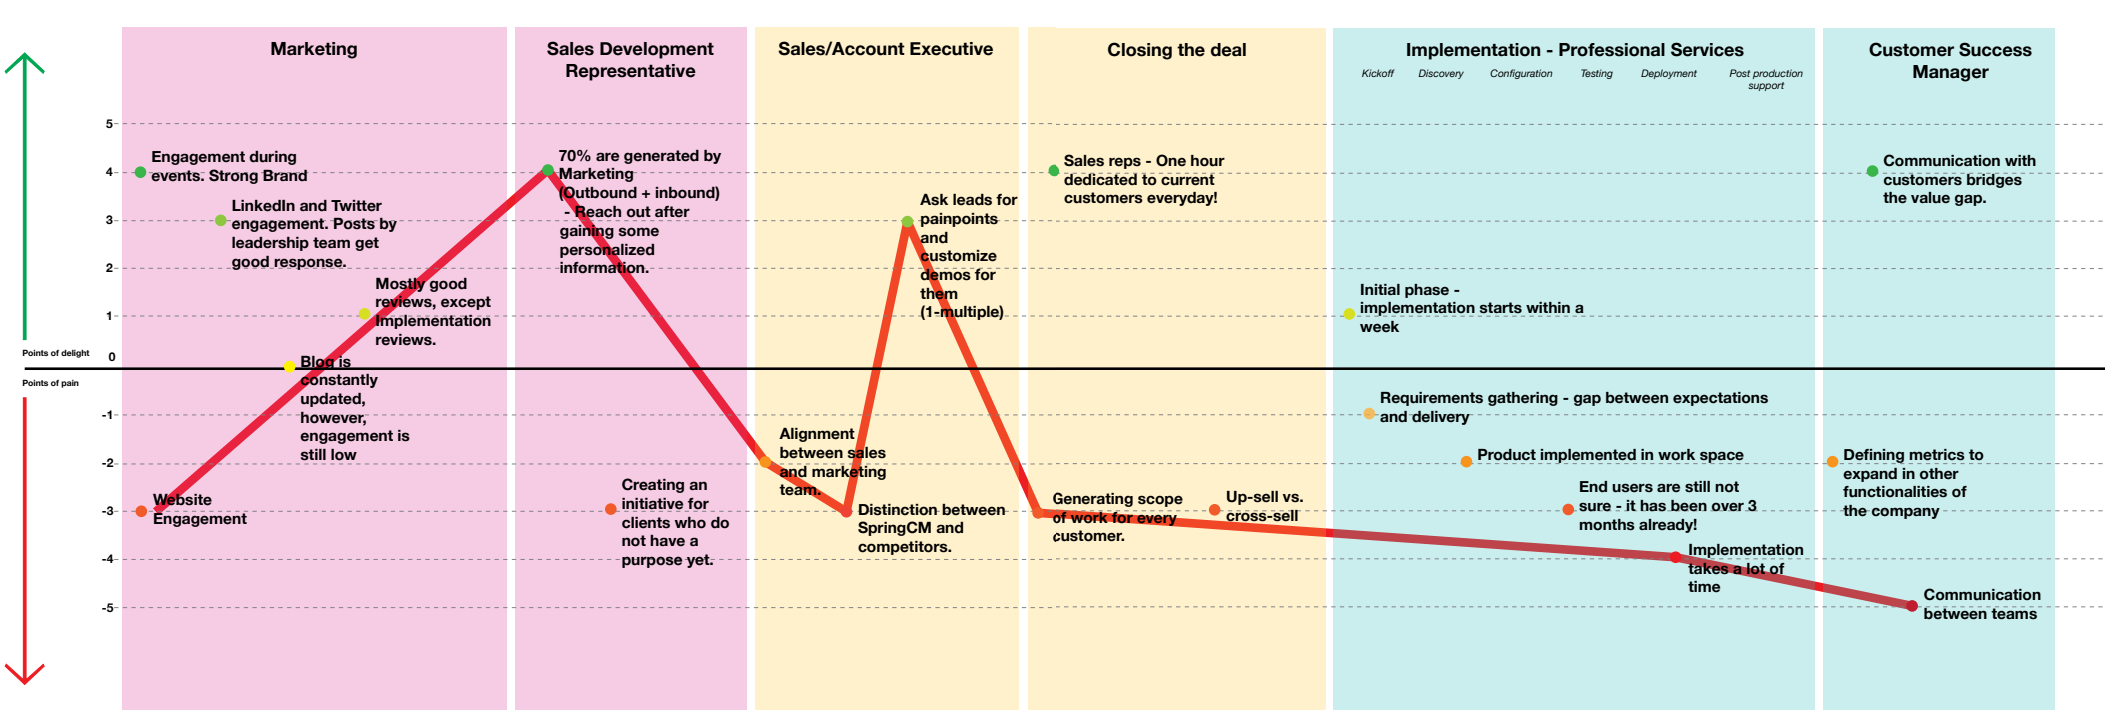 Marketing
Sales Development
Representative
Sales/Account Executive
Closing the deal
Implementation - Professional Services
Kickoff
Discovery
Configuration
Testing
Deployment
Post production
support
Customer Success
Manager
5
4
3
2
1
0
-1
-2
-3
-4
-5
Points of delight
Points of pain
Engagement during
events. Strong Brand
LinkedIn and Twitter
engagement. Posts by
leadership team get
good response.
Mostly good
reviews, except
Implementation
reviews.
Blog is
constantly
updated,
however,
engagement is
still low
Website
Engagement
70% are generated by
Marketing
(Outbound + inbound)
- Reach out after
gaining some
personalized
information.
Creating an
initiative for
clients who do
not have a
purpose yet.
Alignment
between sales
and marketing
team.
Ask leads for
painpoints
and
customize
demos for
them
(1-multiple)
Distinction between
SpringCM and
competitors.
Sales reps - One hour
dedicated to current
customers everyday!
Generating scope
of work for every
customer.
Up-sell vs.
cross-sell
Initial phase -
implementation starts within a
week
Requirements gathering - gap between expectations
and delivery
Product implemented in work space
End users are still not
sure - it has been over 3
months already!
Implementation
takes a lot of
time
Communication with
customers bridges
the value gap.
Defining metrics to
expand in other
functionalities of
the company
Communication
between teams